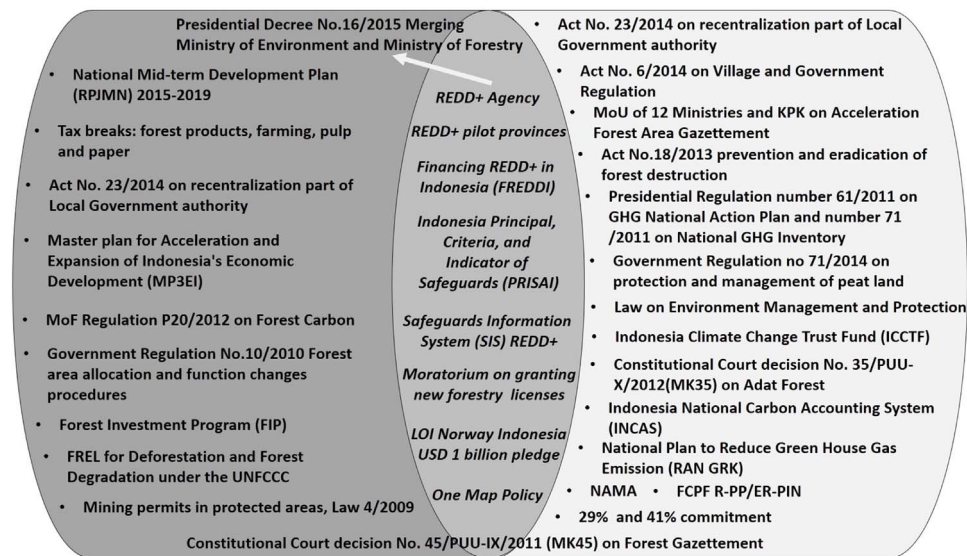 Presidential Decree No.16/2015 Merging
Ministry of Environment and Ministry of Forestry
• National Mid-term Development Plan
(RPJMN) 2015-2019
• Tax breaks: forest products, farming, pulp
and paper
• Act No. 23/2014 on recentralization part of
Local Government authority
• Master plan for Acceleration and
Expansion of Indonesia's Economic
Development (MP3EI)
• MoF Regulation P20/2012 on Forest Carbon
• Government Regulation No.10/2010 Forest
area allocation and function changes
procedures
• Forest Investment Program (FIP)
• FREL for Deforestation and Forest
Degradation under the UNFCCC
• Mining permits in protected areas, Law 4/2009
REDD+ Agency
REDD+ pilot provinces
Financing REDD+ in
Indonesia (FREDDI)
Indonesia Principal,
Criteria, and
Indicator of
Safeguards (PRISAI)
Safeguards Information
System (SIS) REDD+
Moratorium on granting
new forestry licenses
LOI Norway Indonesia
USD 1 billion pledge
One Map Policy
• Act No. 23/2014 on recentralization part of Local
Government authority
• Act No. 6/2014 on Village and Government
Regulation
• MoU of 12 Ministries and KPK on Acceleration
Forest Area Gazettement
• Act No.18/2013 prevention and eradication of
forest destruction
• Presidential Regulation number 61/2011 on
GHG National Action Plan and number 71
/2011 on National GHG Inventory
• Government Regulation no 71/2014 on
protection and management of peat land
• Law on Environment Management and Protection
• Indonesia Climate Change Trust Fund (ICCTF)
• Constitutional Court decision No. 35/PUU-
X/2012(MK35) on Adat Forest
• Indonesia National Carbon Accounting System
(INCAS)
• National Plan to Reduce Green House Gas
Emission (RAN GRK)
• NAMA • FCPF R-PP/ER-PIN
• 29% and 41% commitment
Constitutional Court decision No. 45/PUU-IX/2011 (MK45) on Forest Gazettement